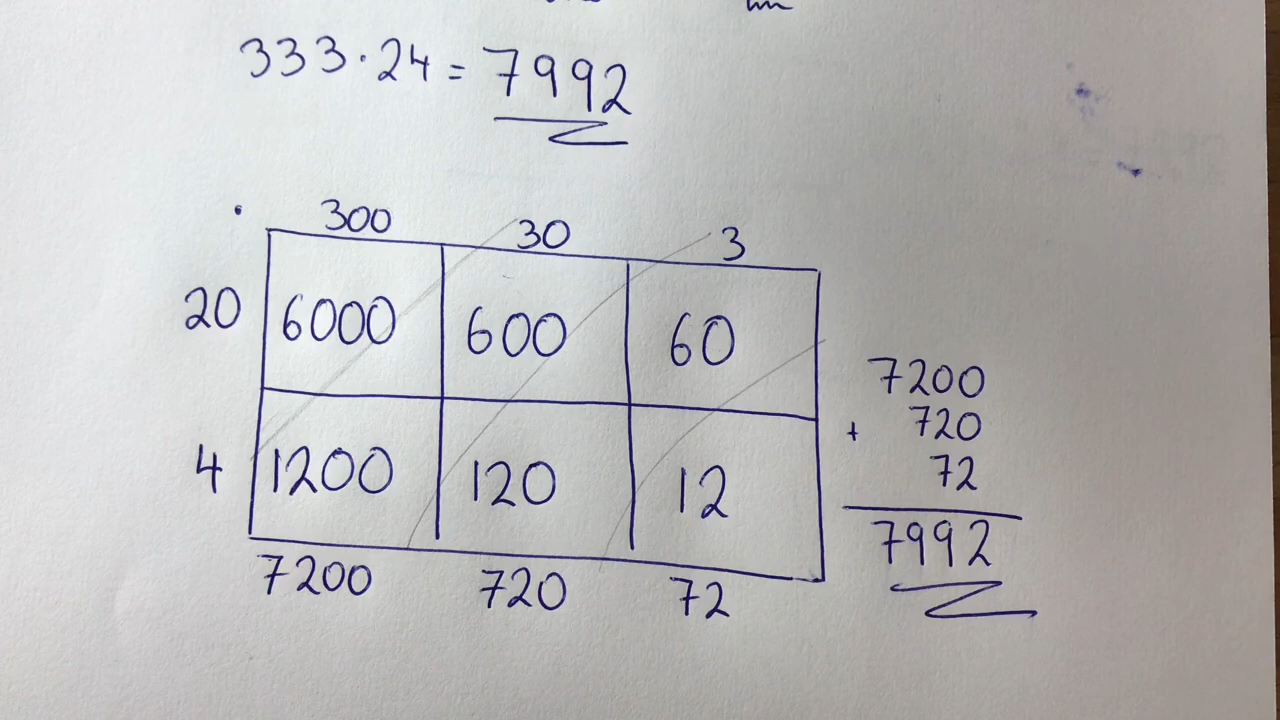 333·24=7992
· 300 30 3
20 6000 600 60
4 1200 120 12
7200 720 72
7200
+ 720
72
7992